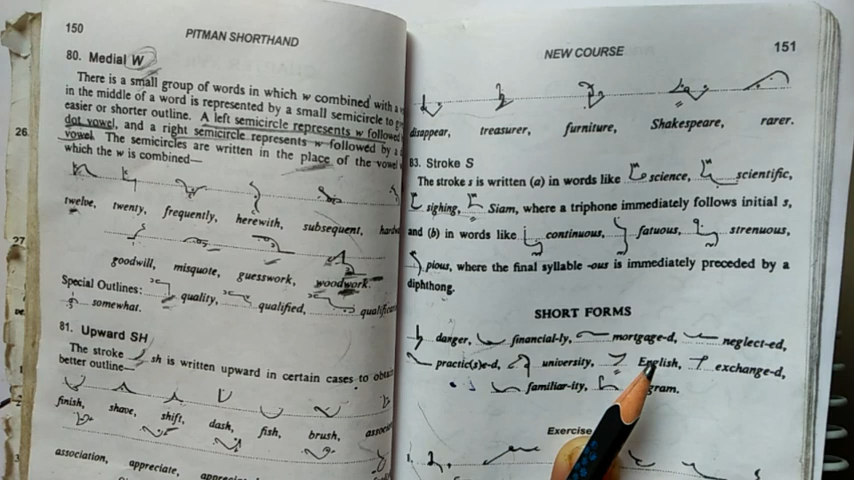 150
PITMAN SHORTHAND
80. Medial W
There is a small group of words in which w combined with a
in the middle of a word is represented by a small semicircle to
easier or shorter outline. A left semicircle represents w followed
dot vowel, and a right semicircle represents w followed by a
vowel. The semicircles are written in the place of the vowel
which the w is combined—
twelve, twenty, frequently, herewith, subsequent,
goodwill, misquote, guesswork, woodwork.
Special Outlines: quality, qualified,
somewhat.
81. Upward SH
The stroke sh is written upward in certain cases to obtain
better outline—
finish, shave, shift, dash, fish, brush,
association, appreciate,
26
27
NEW COURSE
151
disappear, treasurer, furniture, Shakespeare, rarer.
83. Stroke S
The stroke s is written (a) in words like science, scientific,
sighing, Siam, where a triphone immediately follows initial s,
and (b) in words like continuous, fatuous, strenuous,
pious, where the final syllable -ous is immediately preceded by a
diphthong.
SHORT FORMS
danger, financial-ly, mortgage-d, neglect-ed,
practic(s)e-d, university, English, exchange-d,
familiar-ity, gram.
Exercise
1.